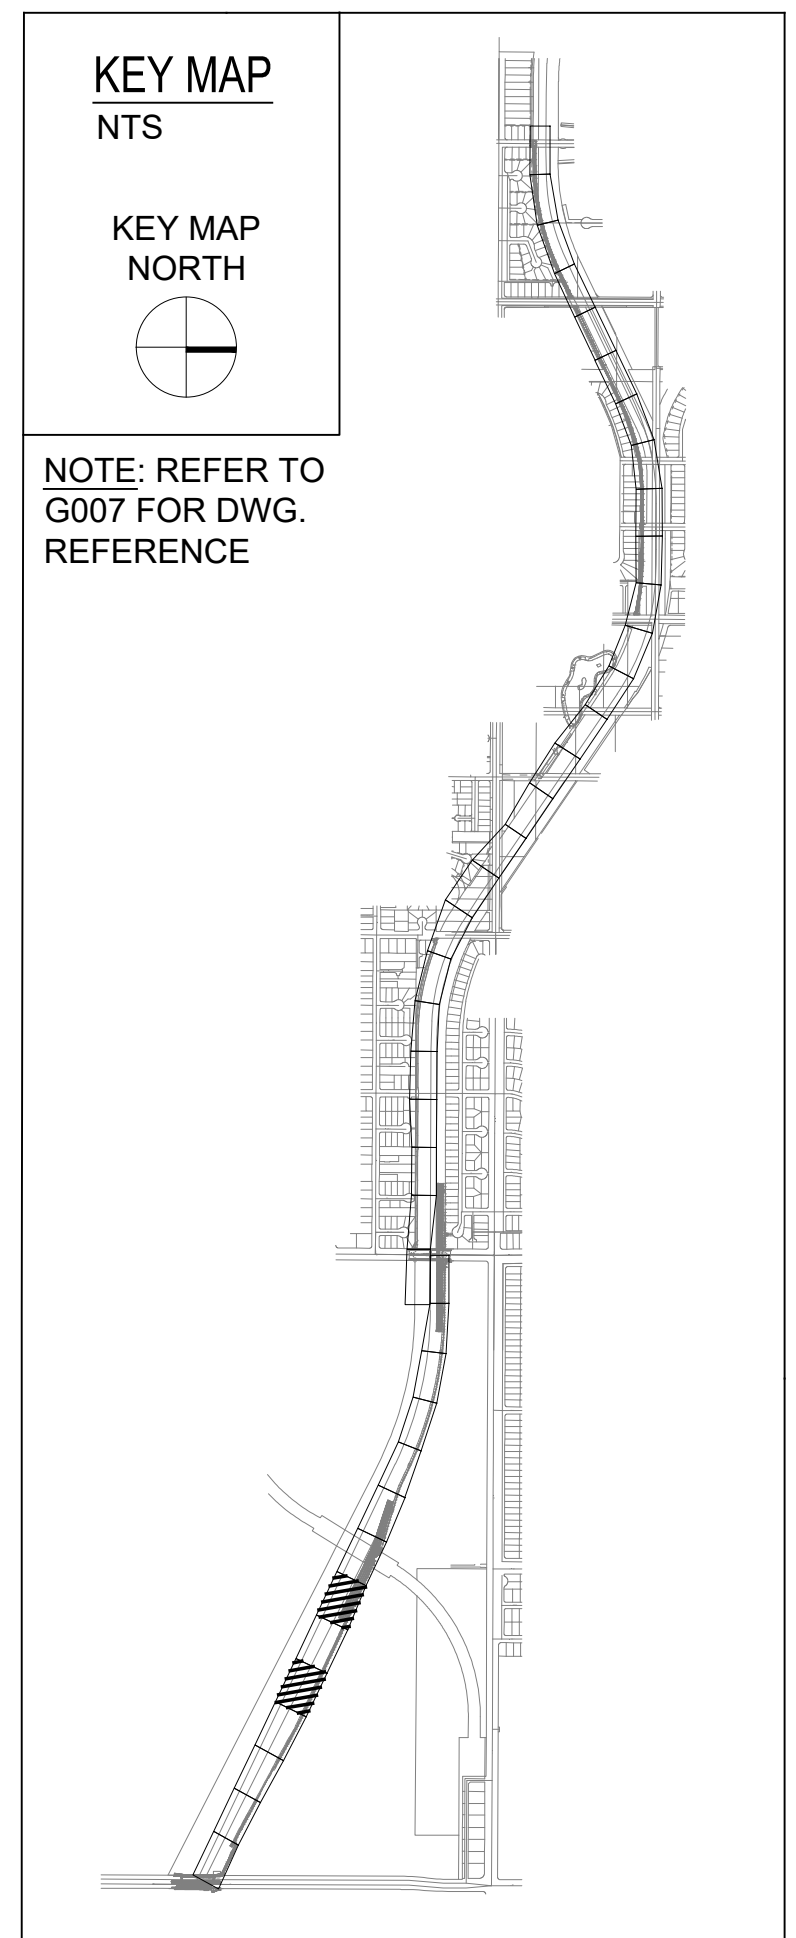 KEY MAP
NTS
KEY MAP
NORTH
NOTE: REFER TO
G007 FOR DWG.
REFERENCE